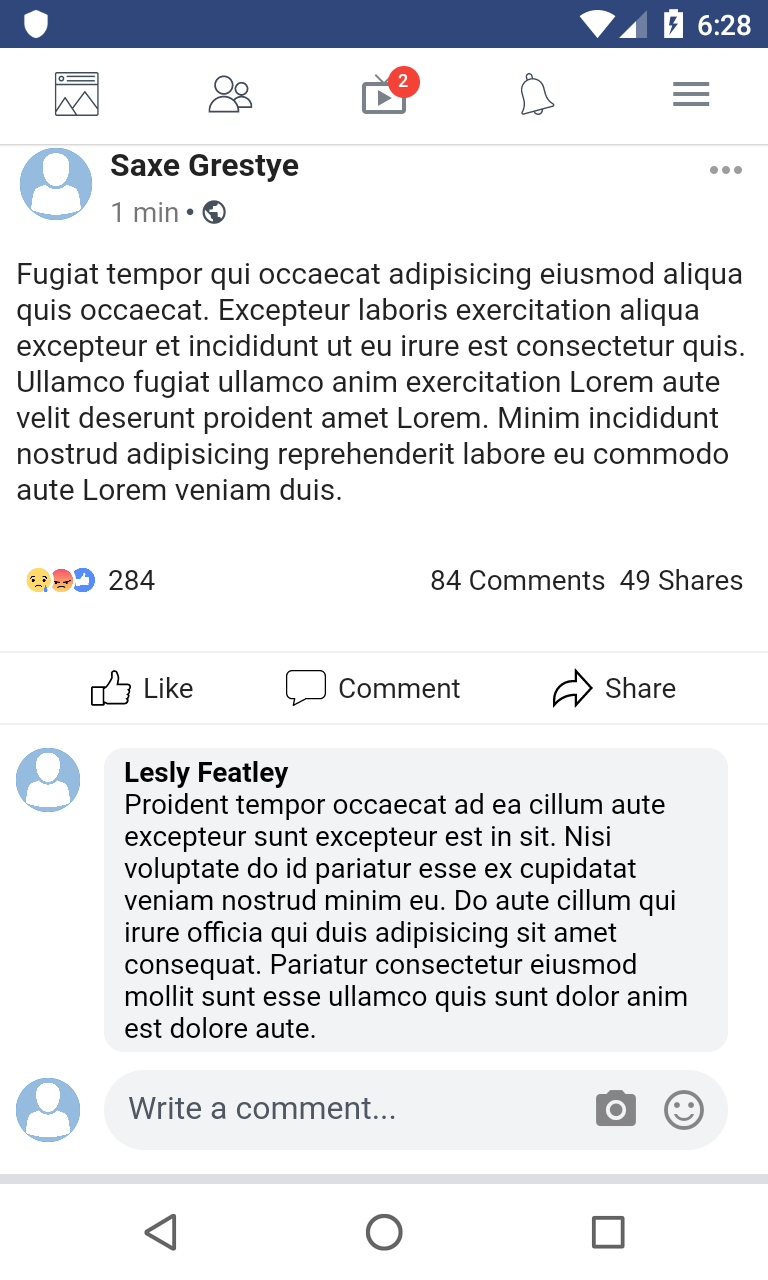 6:28
2
Saxe Grestye
1 min •
Fugiat tempor qui occaecat adipisicing eiusmod aliqua
quis occaecat. Excepteur laboris exercitation aliqua
excepteur et incididunt ut eu irure est consectetur quis.
Ullamco fugiat ullamco anim exercitation Lorem aute
velit deserunt proident amet Lorem. Minim incididunt
nostrud adipisicing reprehenderit labore eu commodo
aute Lorem veniam duis.
284 84 Comments 49 Shares
Like Comment Share
Lesly Featley
Proident tempor occaecat ad ea cillum aute
excepteur sunt excepteur est in sit. Nisi
voluptate do id pariatur esse ex cupidatat
veniam nostrud minim eu. Do aute cillum qui
irure officia qui duis adipisicing sit amet
consequat. Pariatur consectetur eiusmod
mollit sunt esse ullamco quis sunt dolor anim
est dolore aute.
Write a comment...